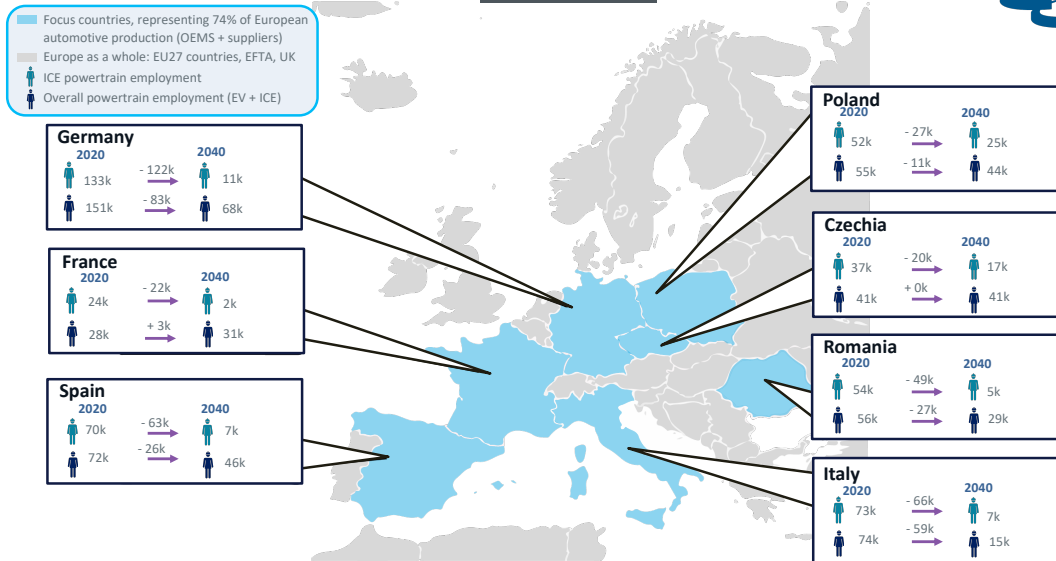 Focus countries, representing 74% of European
automotive production (OEMS + suppliers)
Europe as a whole: EU27 countries, EFTA, UK
ICE powertrain employment
Overall powertrain employment (EV + ICE)
Germany
2020 2040
133k - 122k 11k
151k - 83k 68k
France
2020 2040
24k - 22k 2k
28k + 3k 31k
Spain
2020 2040
70k - 63k 7k
72k - 26k 46k
Poland
2020 2040
52k - 27k 25k
55k - 11k 44k
Czechia
2020 2040
37k - 20k 17k
41k + 0k 41k
Romania
2020 2040
54k - 49k 5k
56k - 27k 29k
Italy
2020 2040
73k - 66k 7k
74k - 59k 15k